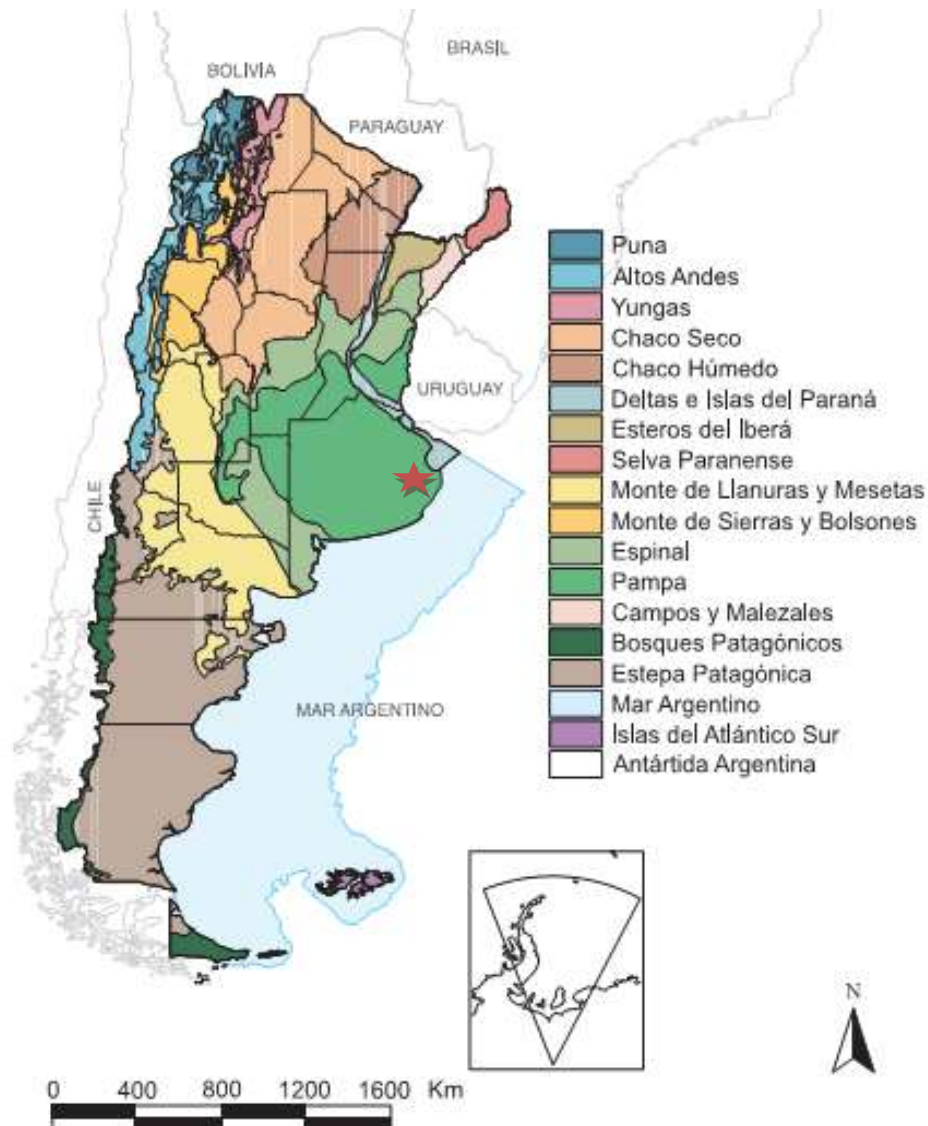 BRASIL
BOLÍVIA
PARAGUAY
URUGUAY
CHILE
MAR ARGENTINO
Puna
Altos Andes
Yungas
Chaco Seco
Chaco Húmedo
Deltas e Islas del Paraná
Esteros del Iberá
Selva Paranense
Monte de Llanuras y Mesetas
Monte de Sierras y Bolsones
Espinal
Pampa
Campos y Malezales
Bosques Patagónicos
Estepa Patagónica
Mar Argentino
Islas del Atlántico Sur
Antártida Argentina
N
0 400 800 1200 1600 Km